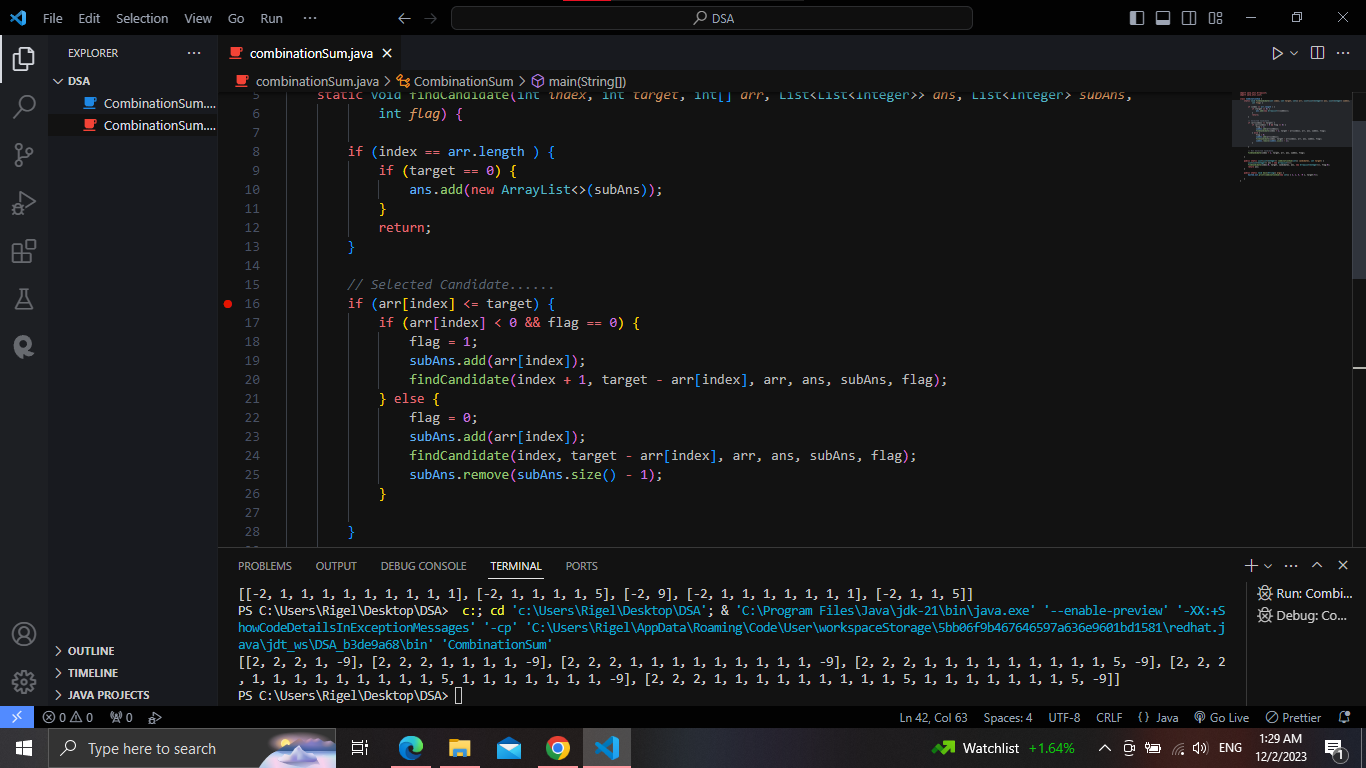 File Edit Selection View Go Run ··· DSA
EXPLORER ···
DSA
CombinationSum....
CombinationSum....
OUTLINE
TIMELINE
JAVA PROJECTS
combinationSum.java
combinationSum.java > CombinationSum > main(String[])
5 static void findCandidate(int index, int target, int[] arr, List<List<Integer>> ans, List<Integer> subAns,
6 int flag) {
7
8 if (index == arr.length ) {
9 if (target == 0) {
10 ans.add(new ArrayList<>(subAns));
11 }
12 return;
13 }
14
15 // Selected Candidate......
16 if (arr[index] <= target) {
17 if (arr[index] < 0 && flag == 0) {
18 flag = 1;
19 subAns.add(arr[index]);
20 findCandidate(index + 1, target - arr[index], arr, ans, subAns, flag);
21 } else {
22 flag = 0;
23 subAns.add(arr[index]);
24 findCandidate(index, target - arr[index], arr, ans, subAns, flag);
25 subAns.remove(subAns.size() - 1);
26 }
27
28 }
PROBLEMS OUTPUT DEBUG CONSOLE TERMINAL PORTS
[[-2, 1, 1, 1, 1, 1, 1, 1, 1, 1, 1], [-2, 1, 1, 1, 1, 1, 5], [-2, 9], [-2, 1, 1, 1, 1, 1, 1, 1], [-2, 1, 1, 5]]
PS C:\Users\Rigel\Desktop\DSA> c:; cd 'c:\Users\Rigel\Desktop\DSA'; & 'C:\Program Files\Java\jdk-21\bin\java.exe' '--enable-preview' '-XX:+S
howCodeDetailsInExceptionMessages' '-cp' 'C:\Users\Rigel\AppData\Roaming\Code\User\workspaceStorage\5bb06f9b467646597a636e9601bd1581\redhat.j
ava\jdt_ws\DSA_b3de9a68\bin' 'CombinationSum'
[[2, 2, 2, 1, -9], [2, 2, 2, 1, 1, 1, 1, -9], [2, 2, 2, 1, 1, 1, 1, 1, 1, 1, 1, 1, -9], [2, 2, 2, 1, 1, 1, 1, 1, 1, 1, 1, 1, 5, -9], [2, 2, 2
, 1, 1, 1, 1, 1, 1, 1, 1, 1, 5, 1, 1, 1, 1, 1, 1, 1, -9], [2, 2, 2, 1, 1, 1, 1, 1, 1, 1, 1, 1, 5, 1, 1, 1, 1, 1, 1, 1, 5, -9]]
PS C:\Users\Rigel\Desktop\DSA>
Run: Combi...
Debug: Co...
0 0 0 Ln 42, Col 63 Spaces: 4 UTF-8 CRLF { } Java Go Live Prettier
Type here to search Watchlist +1.64% ENG 1:29 AM
12/2/2023 1